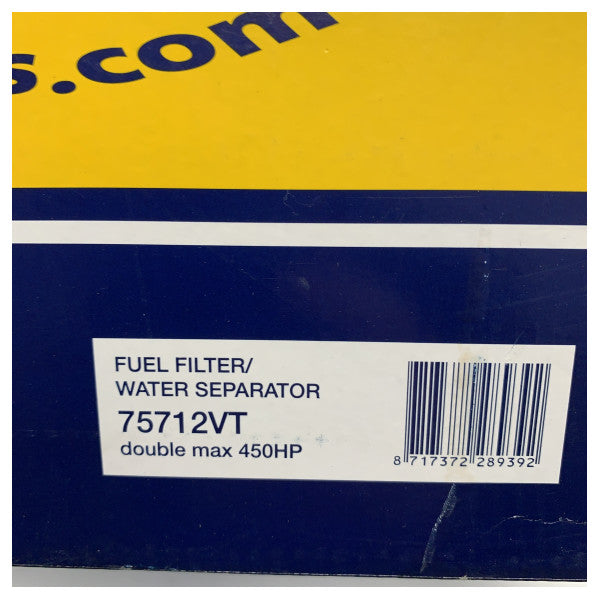 s.com
FUEL FILTER/
WATER SEPARATOR
75712VT
double max 450HP
8 717372 289392